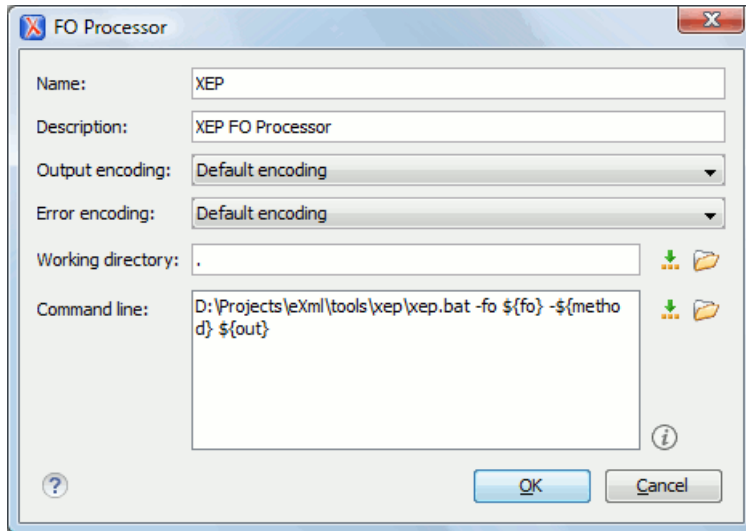 FO Processor
Name: XEP
Description: XEP FO Processor
Output encoding: Default encoding
Error encoding: Default encoding
Working directory: .
Command line: D:\Projects\eXml\tools\xep\xep.bat -fo ${fo} -${metho
d} ${out}
OK Cancel